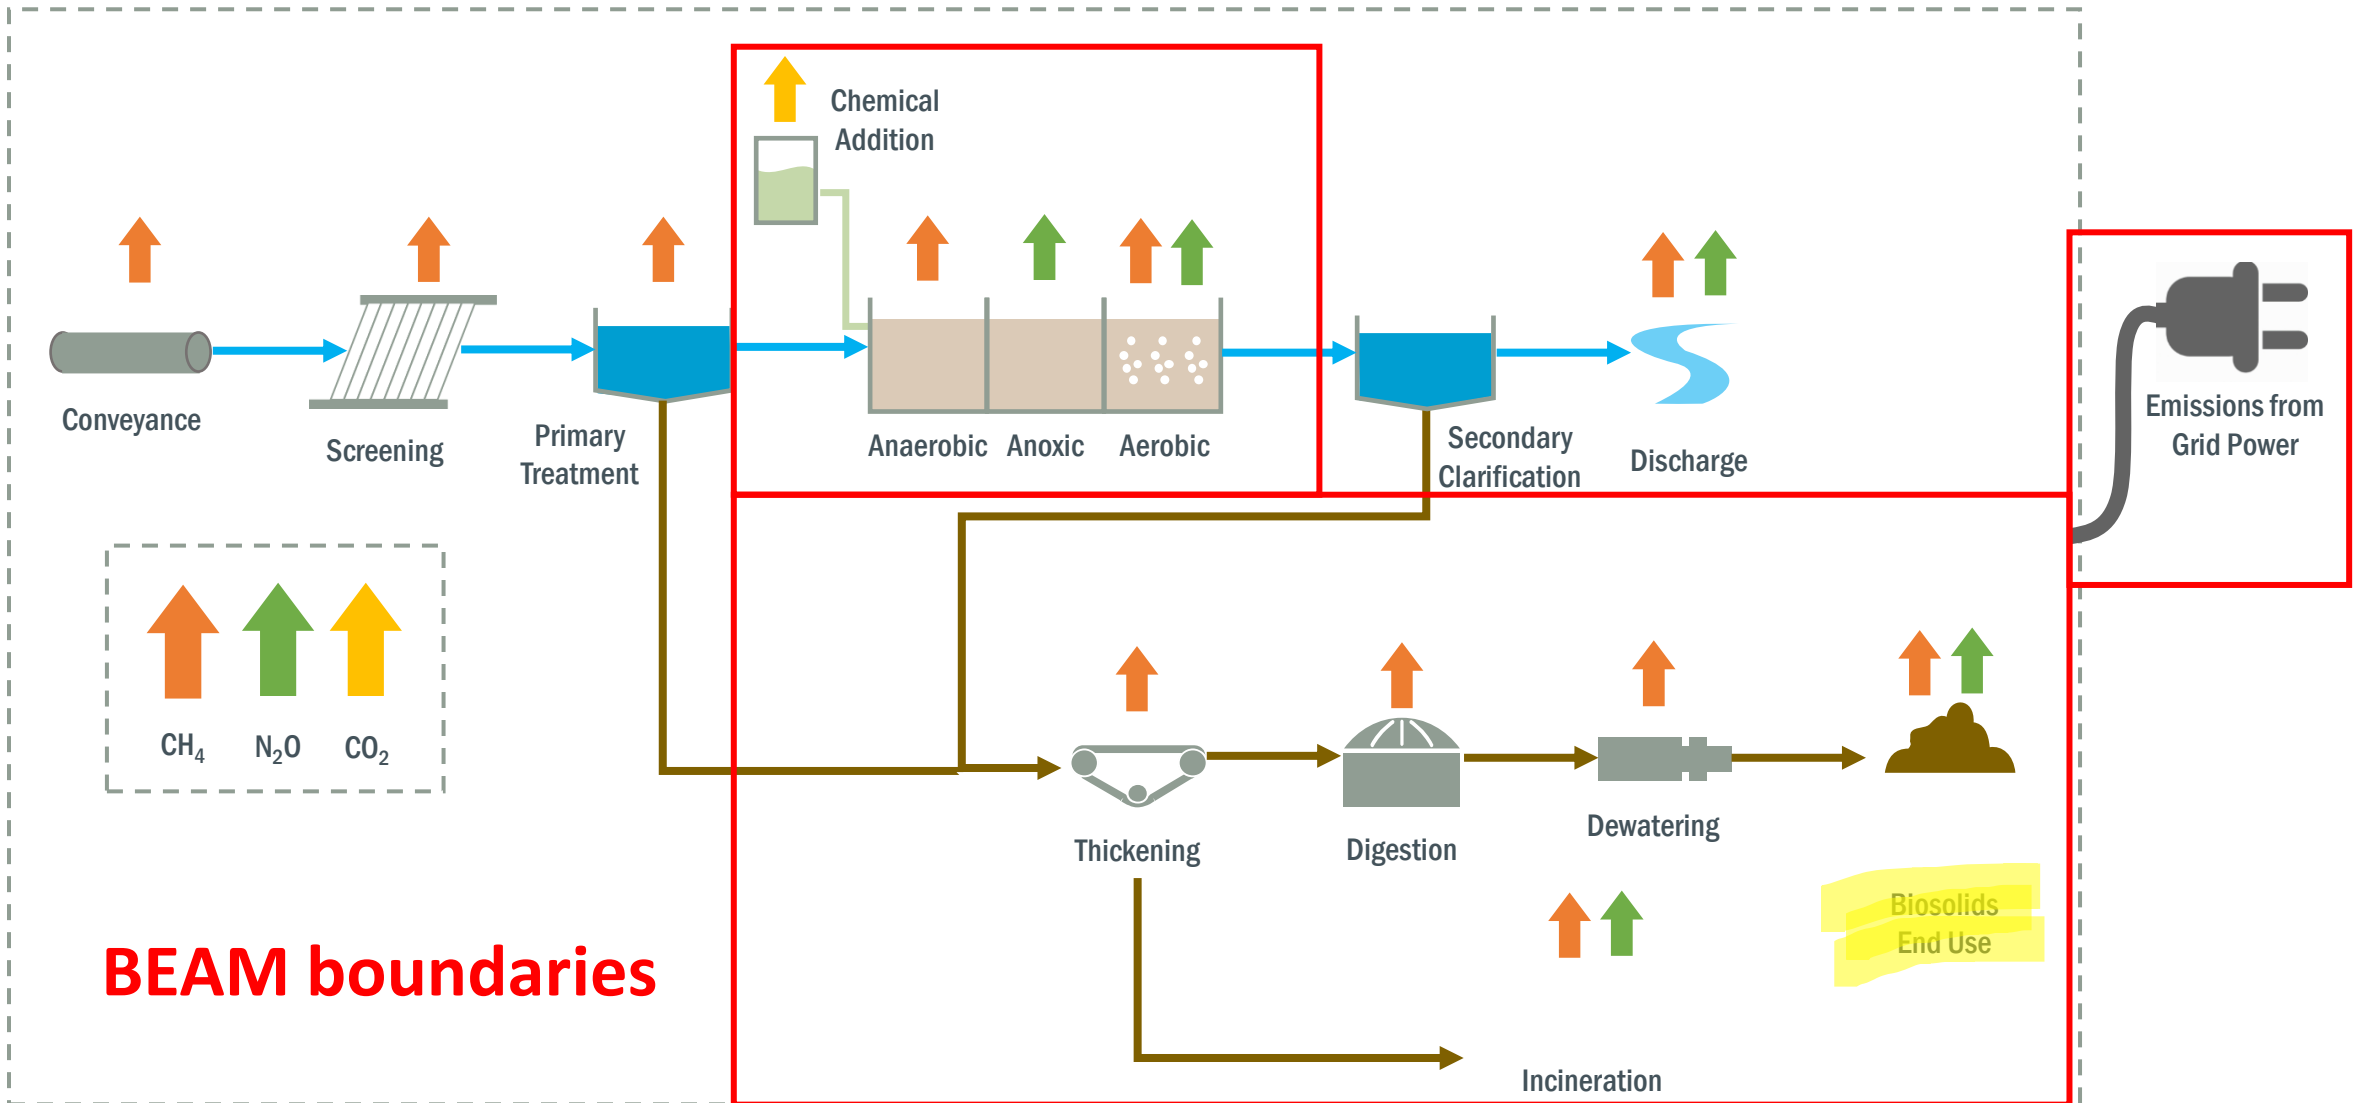 Chemical
Addition
Conveyance
Screening
Primary
Treatment
Anaerobic
Anoxic
Aerobic
Secondary
Clarification
Discharge
Emissions from
Grid Power
CH₄
N₂O
CO₂
Thickening
Digestion
Dewatering
Biosolids
End Use
BEAM boundaries
Incineration